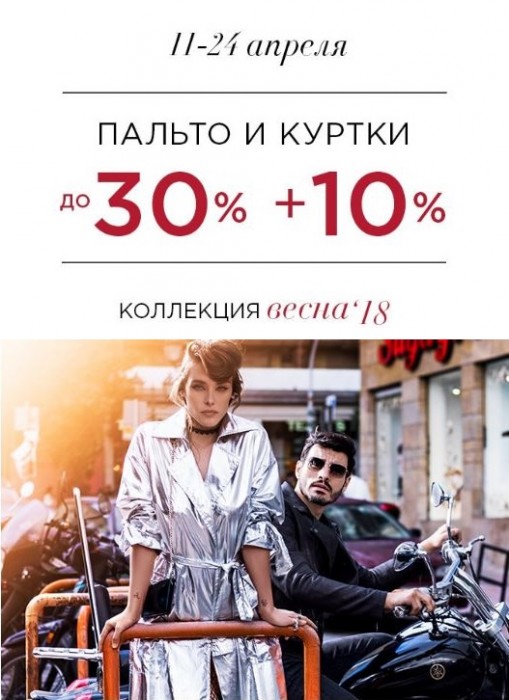 11-24 апреля
ПАЛЬТО И КУРТКИ
ДО 30% +10%
КОЛЛЕКЦИЯ весна‘18